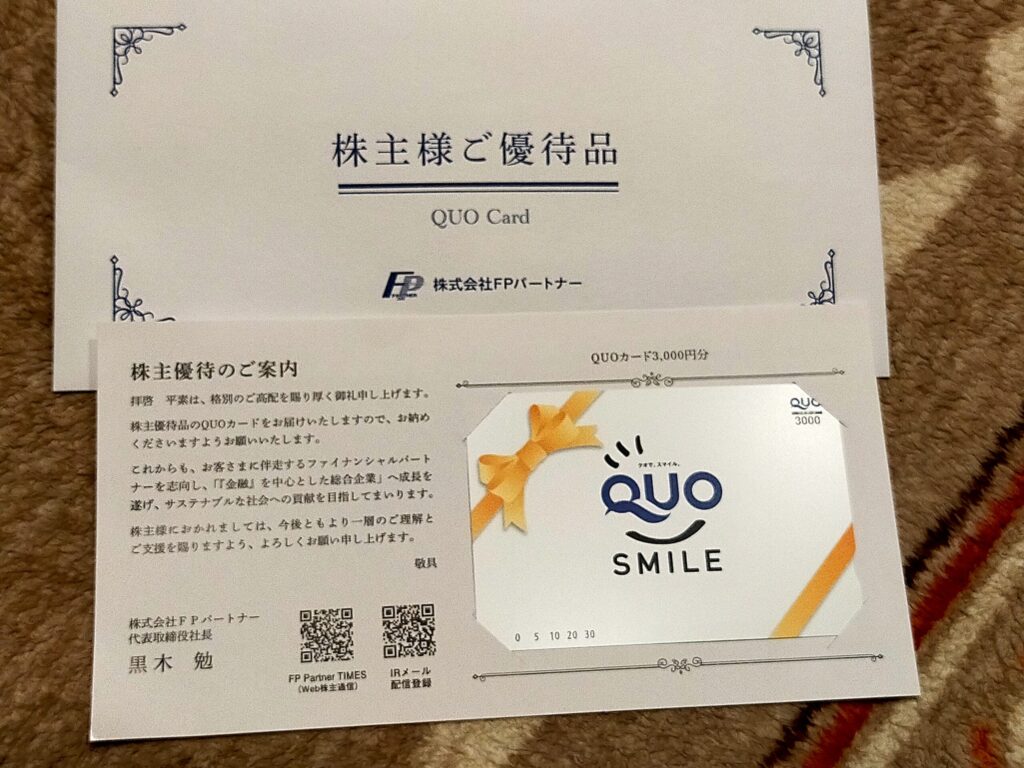 株主様ご優待品
QUO Card
FP
PARTNER
株式会社FPパートナー
株主優待のご案内
拝啓　平素は、格別のご高配を賜り厚く御礼申し上げます。
株主優待品のQUOカードをお届けいたしますので、お納め
くださいますようお願いいたします。
これからも、お客さまに伴走するファイナンシャルパート
ナーを志向し、「『金融』を中心とした総合企業」へ成長を
遂げ、サステナブルな社会への貢献を目指してまいります。
株主様におかれましては、今後ともより一層のご理解と
ご支援を賜りますよう、よろしくお願い申し上げます。
敬具
株式会社ＦＰパートナー
代表取締役社長
黒木　勉
FP Partner TIMES
（Web株主通信）
IRメール
配信登録
QUOカード3,000円分
QUO
3000
クオで、スマイル。
QUO
SMILE
0 5 10 20 30